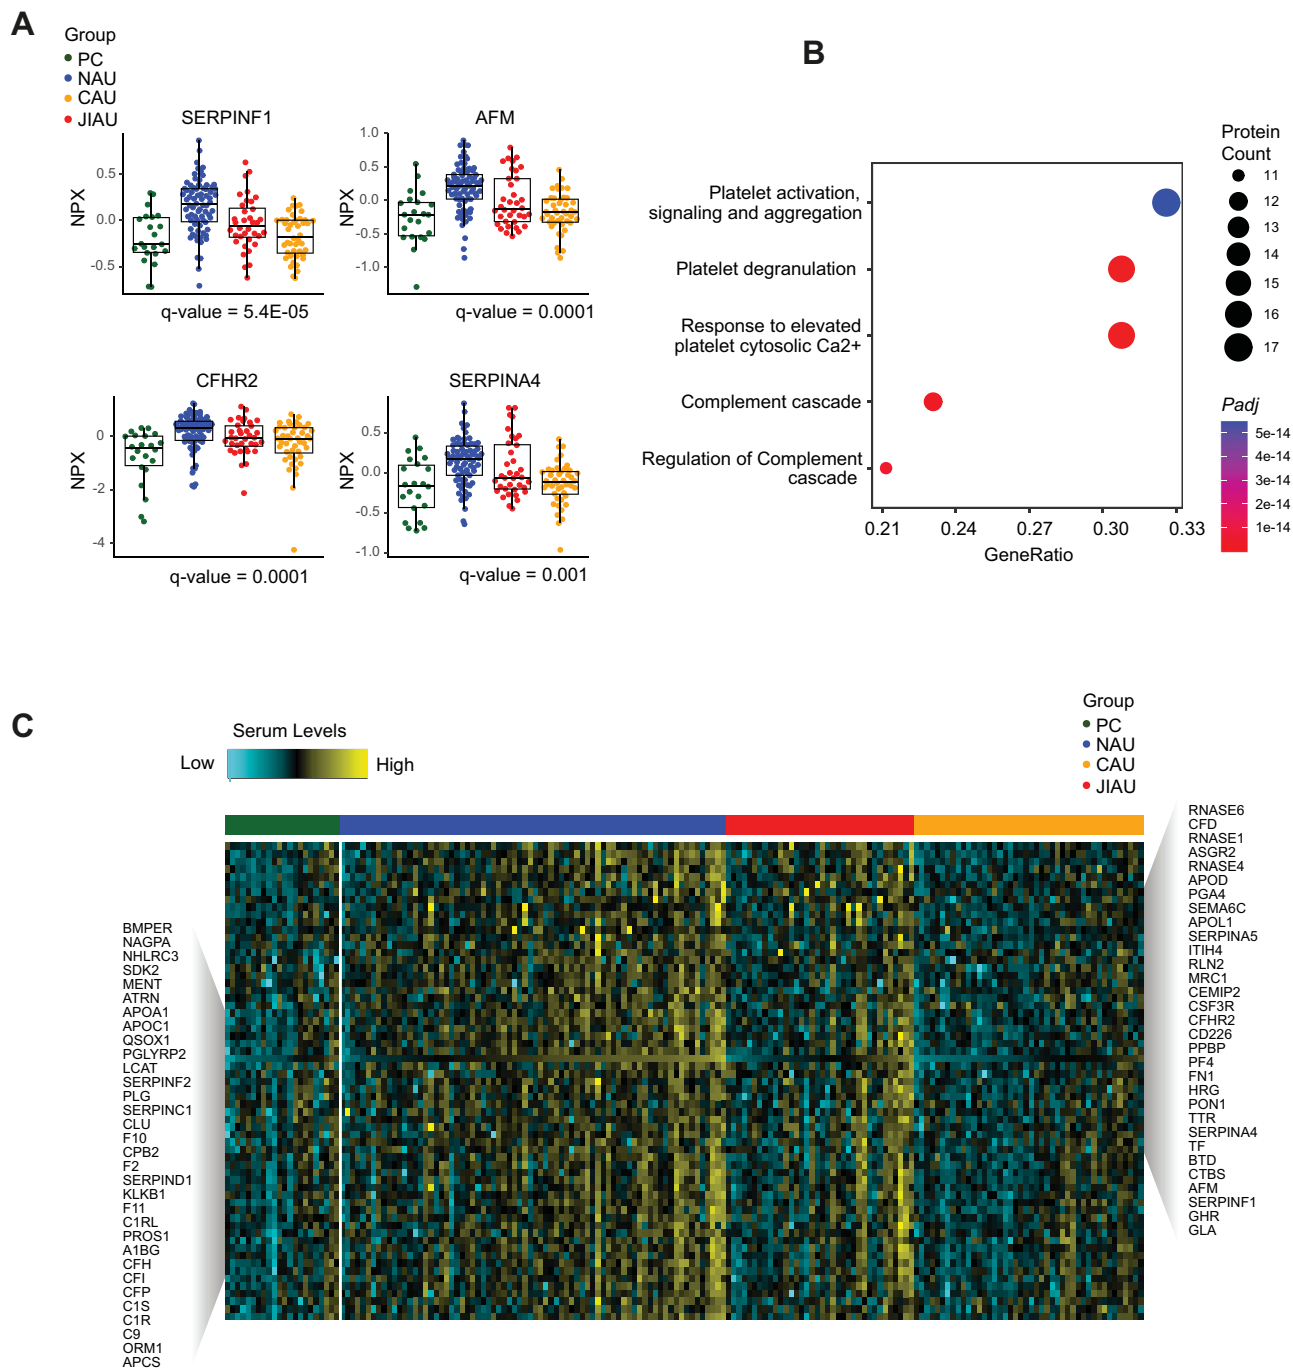 A
Group
PC
NAU
CAU
JIAU
SERPINF1
NPX
0.5
0.0
-0.5
q-value = 5.4E-05
AFM
NPX
1.0
0.5
0.0
-0.5
-1.0
q-value = 0.0001
CFHR2
NPX
0
-2
-4
q-value = 0.0001
SERPINA4
NPX
0.5
0.0
-0.5
-1.0
q-value = 0.001
B
Platelet activation,
signaling and aggregation
Platelet degranulation
Response to elevated
platelet cytosolic Ca2+
Complement cascade
Regulation of Complement
cascade
0.21
0.24
0.27
0.30
0.33
GeneRatio
Protein
Count
11
12
13
14
15
16
17
Padj
5e-14
4e-14
3e-14
2e-14
1e-14
C
Serum Levels
Low
High
Group
PC
NAU
CAU
JIAU
BMPER
NAGPA
NHLRC3
SDK2
MENT
ATRN
APOA1
APOC1
QSOX1
PGLYRP2
LCAT
SERPINF2
PLG
SERPINC1
CLU
F10
CPB2
F2
SERPIND1
KLKB1
F11
C1RL
PROS1
A1BG
CFH
CFI
CFP
C1S
C1R
C9
ORM1
APCS
RNASE6
CFD
RNASE1
ASGR2
RNASE4
APOD
PGA4
SEMA6C
APOL1
SERPINA5
ITIH4
RLN2
MRC1
CEMIP2
CSF3R
CFHR2
CD226
PPBP
PF4
FN1
HRG
PON1
TTR
SERPINA4
TF
BTD
CTBS
AFM
SERPINF1
GHR
GLA